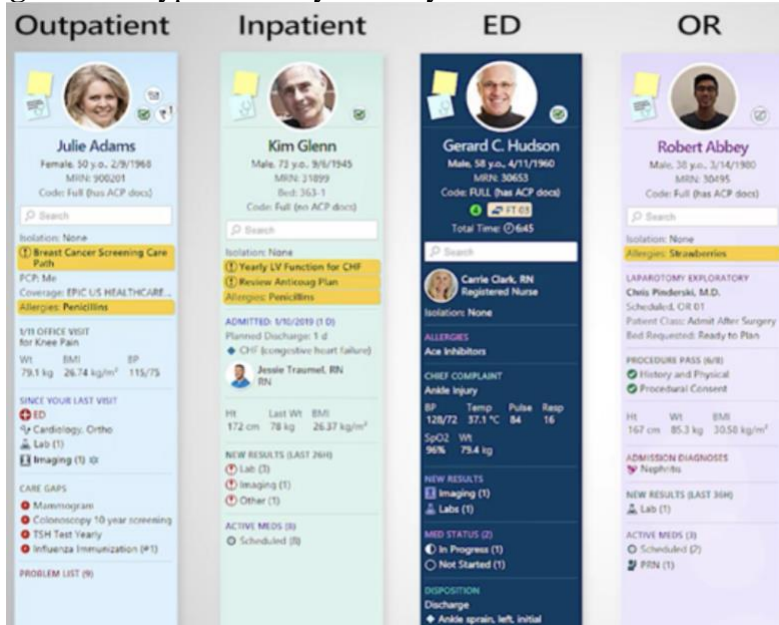 Outpatient
Julie Adams
Female, 50 y.o., 2/9/1968
MRN: 900201
Code: Full (has ACP docs)
Search
Isolation: None
Breast Cancer Screening Care
Path
PCP: Me
Coverage: EPIC US HEALTHCARE...
Allergies: Penicillins
1/11 OFFICE VISIT
for Knee Pain
Wt BMI BP
79.1 kg 26.74 kg/m² 115/75
SINCE YOUR LAST VISIT
ED
Cardiology, Ortho
Lab (1)
Imaging (1)
CARE GAPS
Mammogram
Colonoscopy 10 year screening
TSH Test Yearly
Influenza Immunization (#1)
PROBLEM LIST (9)
Inpatient
Kim Glenn
Male, 73 y.o., 9/6/1945
MRN: 31899
Bed: 363-1
Code: Full (no ACP docs)
Search
Isolation: None
Yearly LV Function for CHF
Review Anticoag Plan
Allergies: Penicillins
ADMITTED: 1/10/2019 (1 D)
Planned Discharge: 1 d
CHF (congestive heart failure)
Jessie Traumel, RN
RN
Ht Last Wt BMI
172 cm 78 kg 26.37 kg/m²
NEW RESULTS (LAST 26H)
Lab (3)
Imaging (1)
Other (1)
ACTIVE MEDS (8)
Scheduled (8)
ED
Gerard C. Hudson
Male, 58 y.o., 4/11/1960
MRN: 30653
Code: FULL (has ACP docs)
4 FT 03
Total Time: 6:45
Search
Carrie Clark, RN
Registered Nurse
Isolation: None
ALLERGIES
Ace Inhibitors
CHIEF COMPLAINT
Ankle Injury
BP Temp Pulse Resp
128/72 37.1 °C 84 16
SpO2 Wt
96% 79.4 kg
NEW RESULTS
Imaging (1)
Labs (1)
MED STATUS (2)
In Progress (1)
Not Started (1)
DISPOSITION
Discharge
Ankle sprain, left, initial
OR
Robert Abbey
Male, 38 y.o., 3/14/1980
MRN: 30495
Code: Full (has ACP docs)
Search
Isolation: None
Allergies: Strawberries
LAPAROTOMY EXPLORATORY
Chris Pinderski, M.D.
Scheduled, OR 01
Patient Class: Admit After Surgery
Bed Requested: Ready to Plan
PROCEDURE PASS (6/8)
History and Physical
Procedural Consent
Ht Wt BMI
167 cm 85.3 kg 30.58 kg/m²
ADMISSION DIAGNOSES
Nephritis
NEW RESULTS (LAST 36H)
Lab (1)
ACTIVE MEDS (3)
Scheduled (2)
PRN (1)